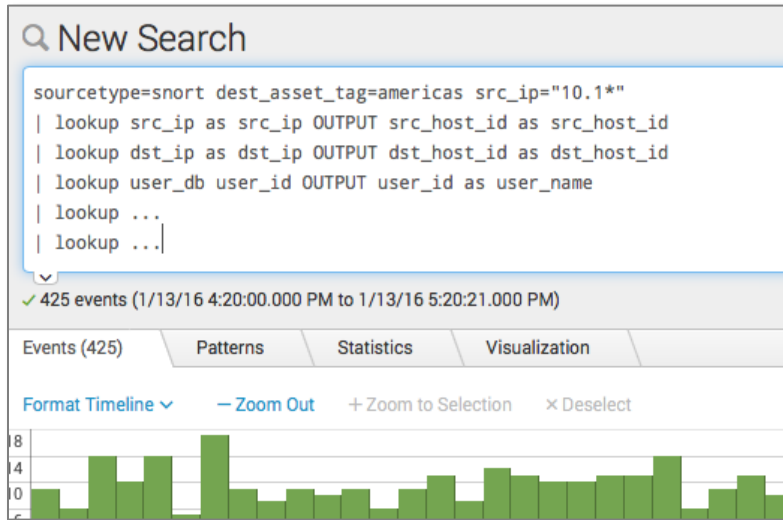 New Search
sourcetype=snort dest_asset_tag=americas src_ip="10.1*"
| lookup src_ip as src_ip OUTPUT src_host_id as src_host_id
| lookup dst_ip as dst_ip OUTPUT dst_host_id as dst_host_id
| lookup user_db user_id OUTPUT user_id as user_name
| lookup ...
| lookup ...
425 events (1/13/16 4:20:00.000 PM to 1/13/16 5:20:21.000 PM)
Events (425) Patterns Statistics Visualization
Format Timeline – Zoom Out + Zoom to Selection × Deselect
18
14
10